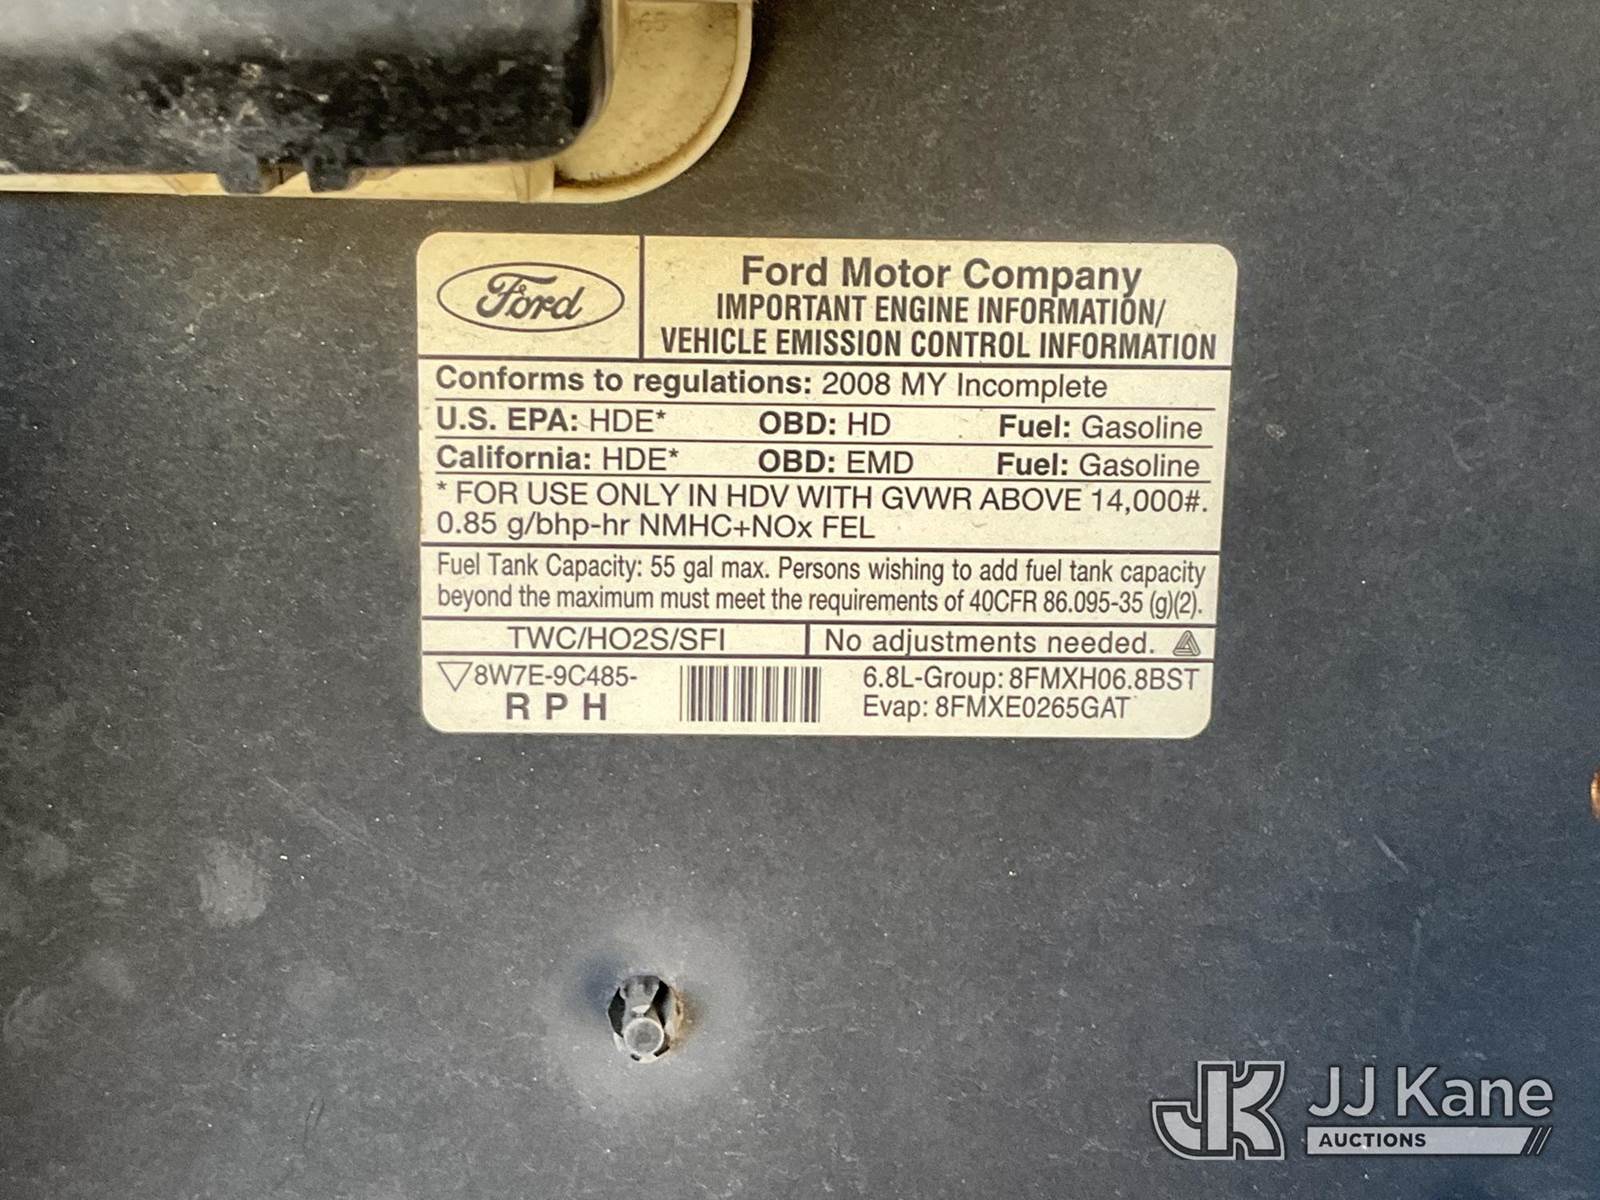 Ford
Ford Motor Company
IMPORTANT ENGINE INFORMATION/
VEHICLE EMISSION CONTROL INFORMATION
Conforms to regulations: 2008 MY Incomplete
U.S. EPA: HDE* OBD: HD Fuel: Gasoline
California: HDE* OBD: EMD Fuel: Gasoline
* FOR USE ONLY IN HDV WITH GVWR ABOVE 14,000#.
0.85 g/bhp-hr NMHC+NOx FEL
Fuel Tank Capacity: 55 gal max. Persons wishing to add fuel tank capacity
beyond the maximum must meet the requirements of 40CFR 86.095-35 (g)(2).
TWC/HO2S/SFI No adjustments needed.
8W7E-9C485- 6.8L-Group: 8FMXH06.8BST
R P H Evap: 8FMXE0265GAT
JK JJ Kane
AUCTIONS